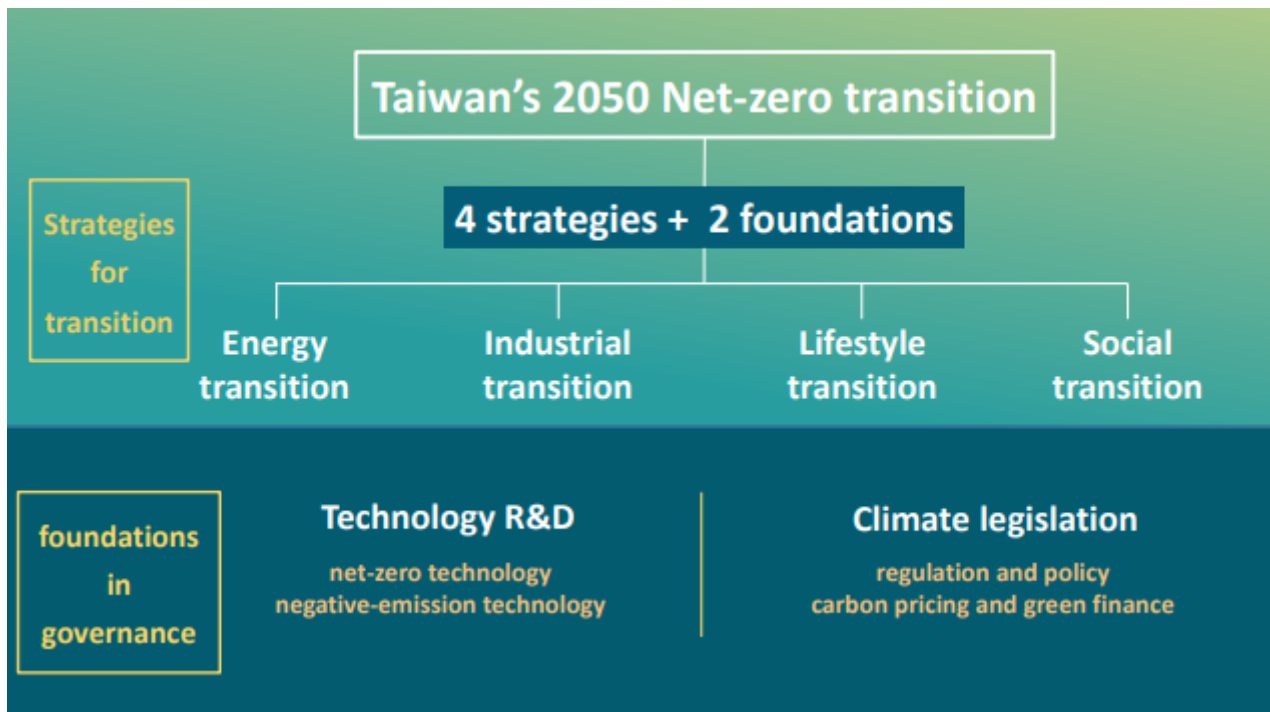 Taiwan's 2050 Net-zero transition
4 strategies + 2 foundations
Strategies
for
transition
Energy
transition
Industrial
transition
Lifestyle
transition
Social
transition
foundations
in
governance
Technology R&D
net-zero technology
negative-emission technology
Climate legislation
regulation and policy
carbon pricing and green finance